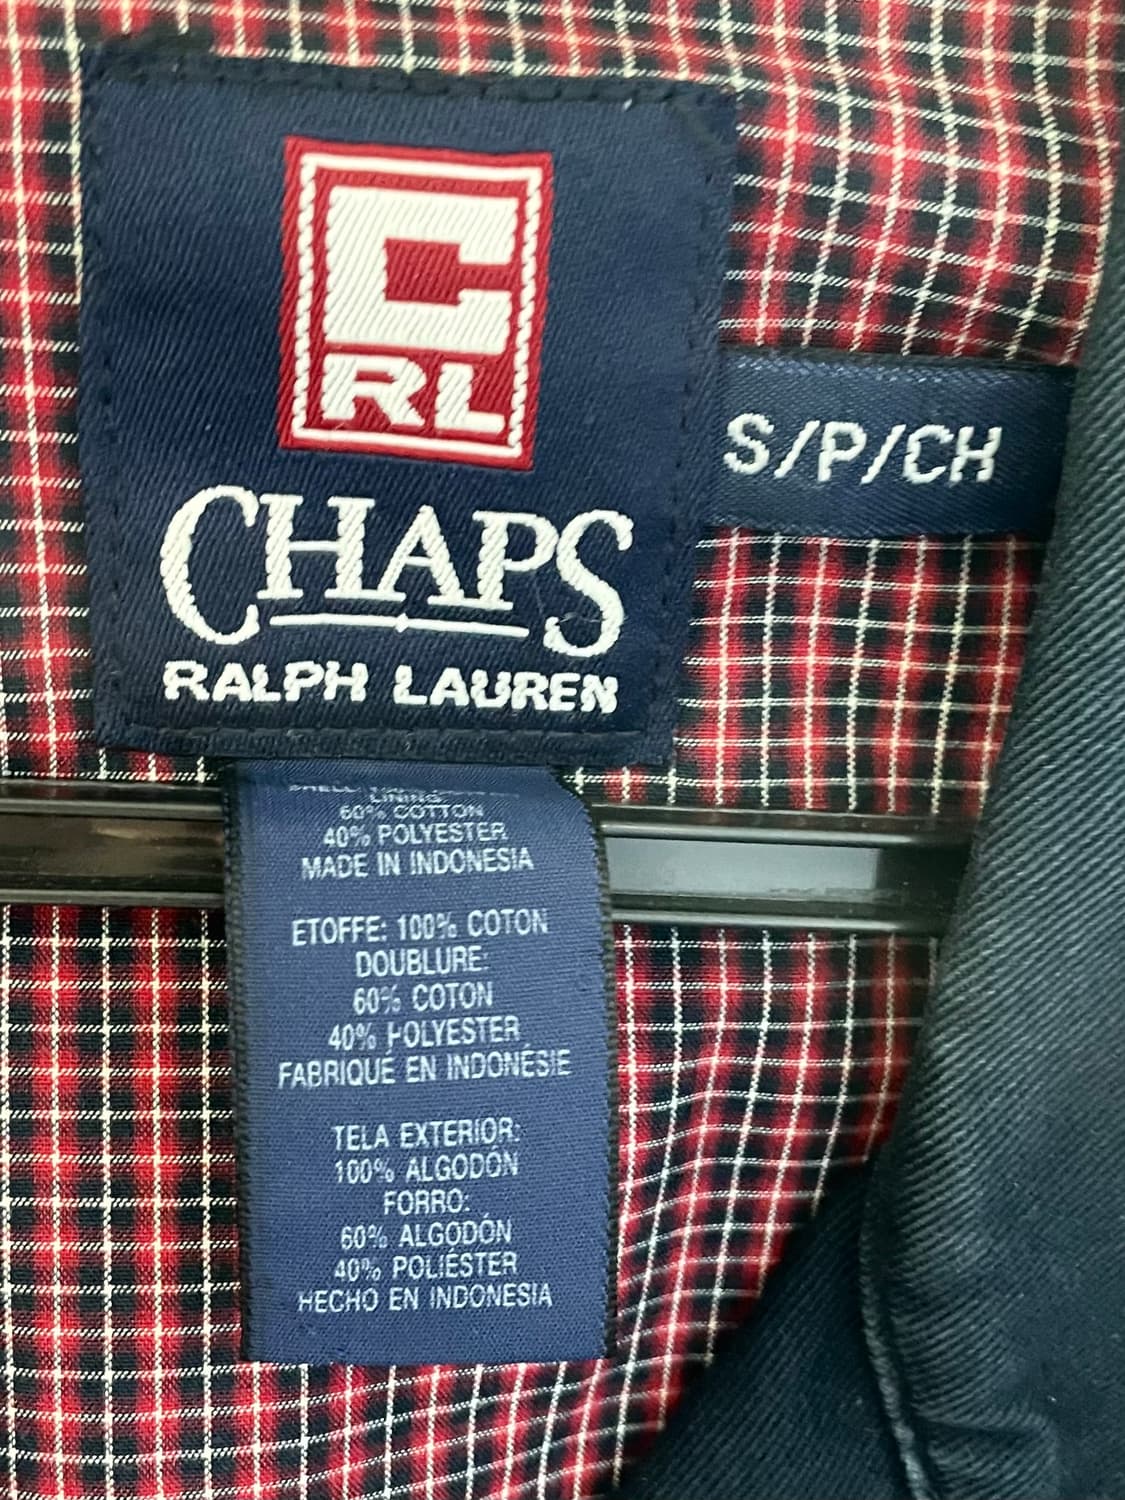 C
RL
CHAPS
RALPH LAUREN
S/P/CH
LINING
60% COTTON
40% POLYESTER
MADE IN INDONESIA
ETOFFE: 100% COTON
DOUBLURE:
60% COTON
40% POLYESTER
FABRIQUÉ EN INDONÉSIE
TELA EXTERIOR:
100% ALGODÓN
FORRO:
60% ALGODÓN
40% POLIÉSTER
HECHO EN INDONESIA